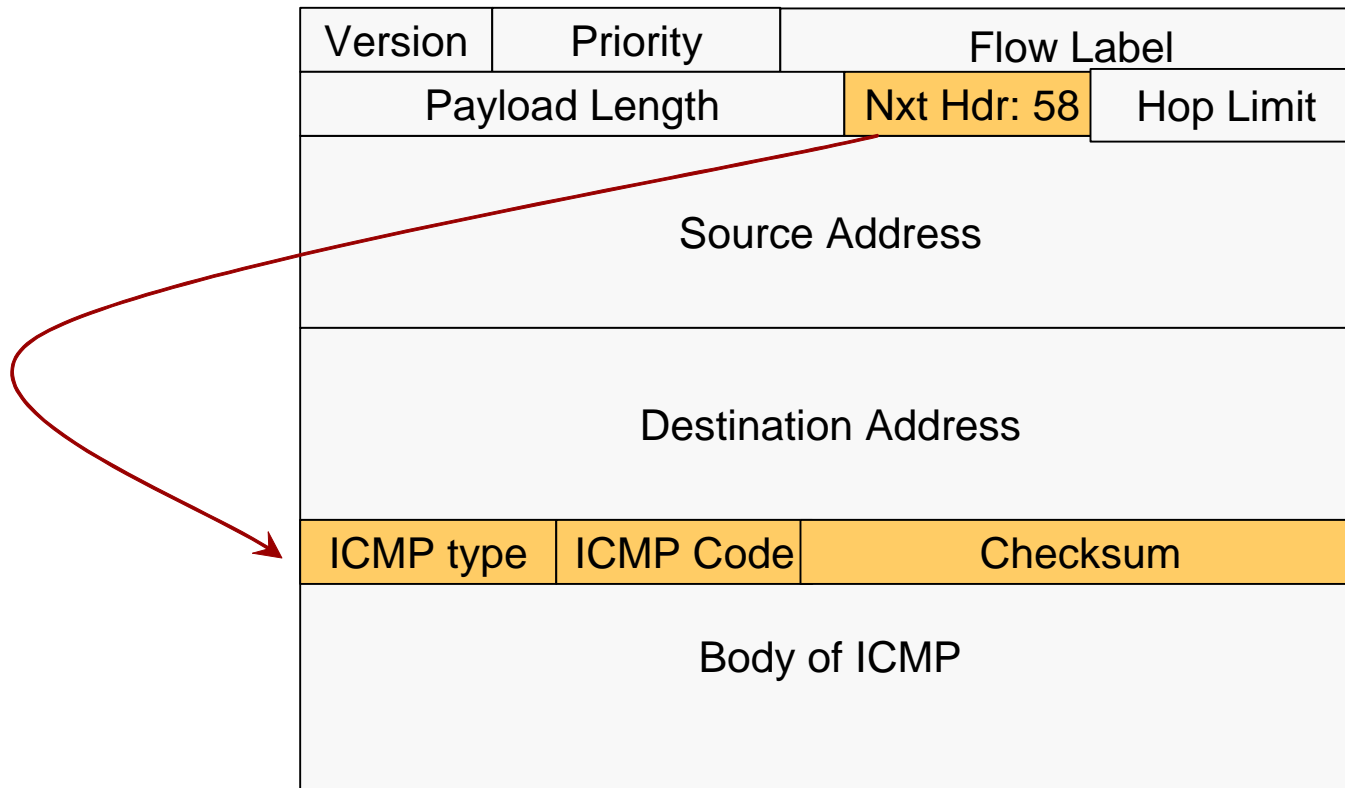 Version Priority Flow Label
Payload Length Nxt Hdr: 58 Hop Limit
Source Address
Destination Address
ICMP type ICMP Code Checksum
Body of ICMP